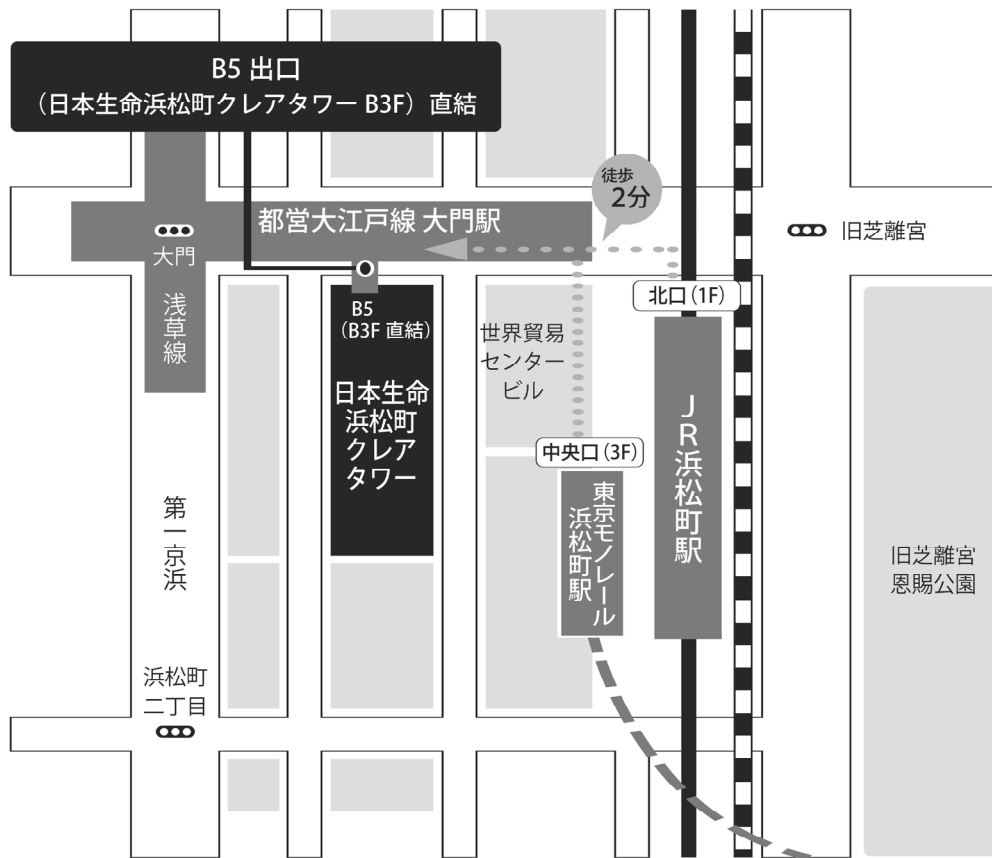 B5 出口
（日本生命浜松町クレアタワー B3F）直結
徒歩
2分
都営大江戸線 大門駅
大門
旧芝離宮
浅草線
B5
（B3F 直結）
北口（1F）
世界貿易
センター
ビル
日本生命
浜松町
クレア
タワー
JR浜松町駅
中央口（3F）
東京モノレール
浜松町駅
第一京浜
旧芝離宮
恩賜公園
浜松町
二丁目